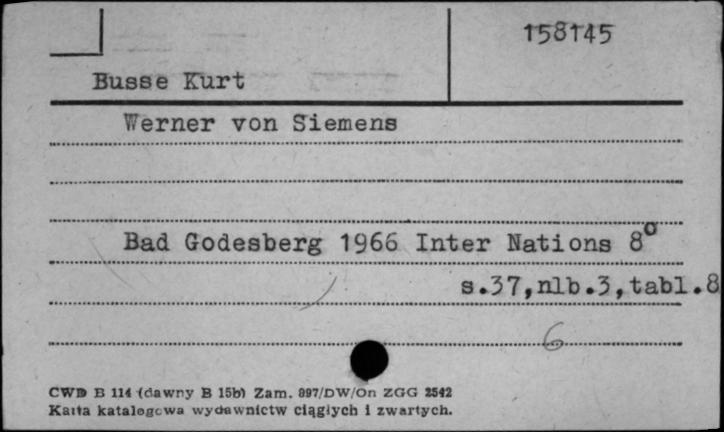 158145
Busse Kurt
Werner von Siemens
Bad Godesberg 1966 Inter Nations 8°
s.37,nlb.3,tabl.8
6
CWD B 114 (dawny B 15b) Zam. 897/DW/On ZGG 2542
Karta katalogowa wydawnictw ciągłych i zwartych.